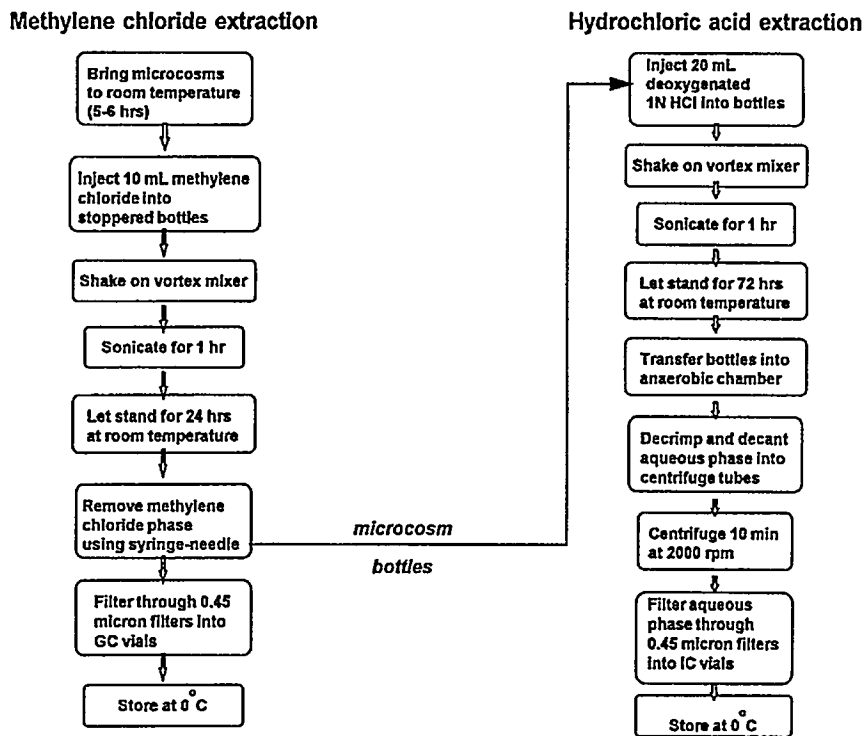 Methylene chloride extraction
Bring microcosms
to room temperature
(5-6 hrs)
Inject 10 mL methylene
chloride into
stoppered bottles
Shake on vortex mixer
Sonicate for 1 hr
Let stand for 24 hrs
at room temperature
Remove methylene
chloride phase
using syringe-needle
Filter through 0.45
micron filters into
GC vials
Store at 0°C
microcosm
bottles
Hydrochloric acid extraction
Inject 20 mL
deoxygenated
1N HCl into bottles
Shake on vortex mixer
Sonicate for 1 hr
Let stand for 72 hrs
at room temperature
Transfer bottles into
anaerobic chamber
Decrimp and decant
aqueous phase into
centrifuge tubes
Centrifuge 10 min
at 2000 rpm
Filter aqueous
phase through
0.45 micron filters
into IC vials
Store at 0°C